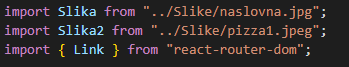 import Slika from "../Slike/naslovna.jpg";
import Slika2 from "../Slike/pizza1.jpeg";
import { Link } from "react-router-dom";